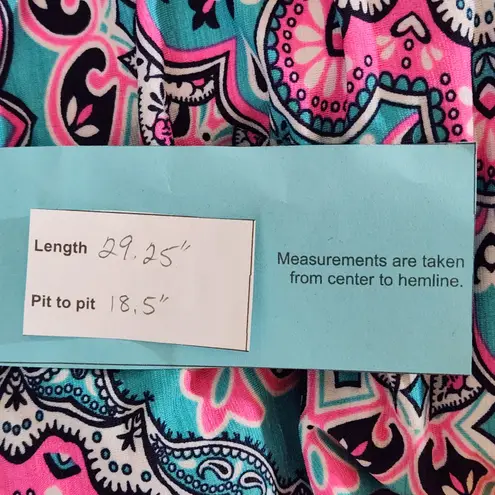 Length 29.25"
Pit to pit 18.5"
Measurements are taken
from center to hemline.